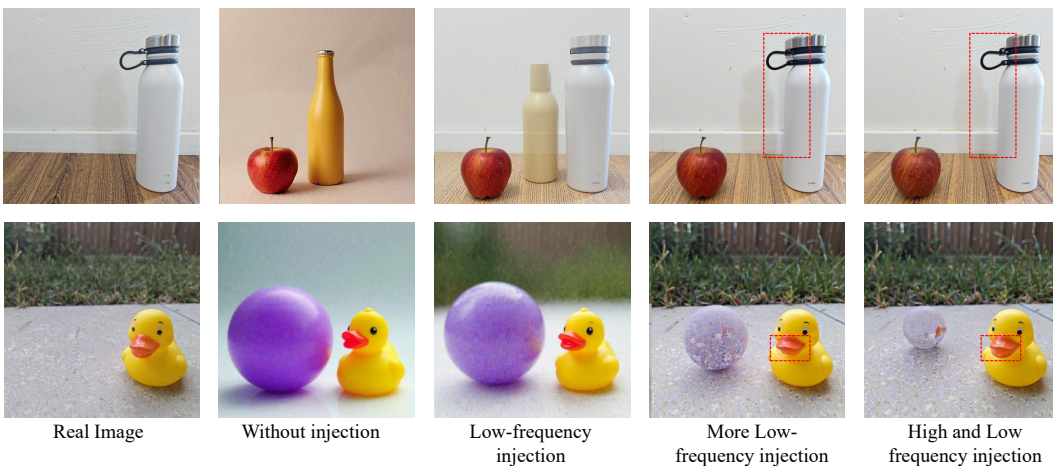 Real Image
Without injection
Low-frequency
injection
More Low-
frequency injection
High and Low
frequency injection